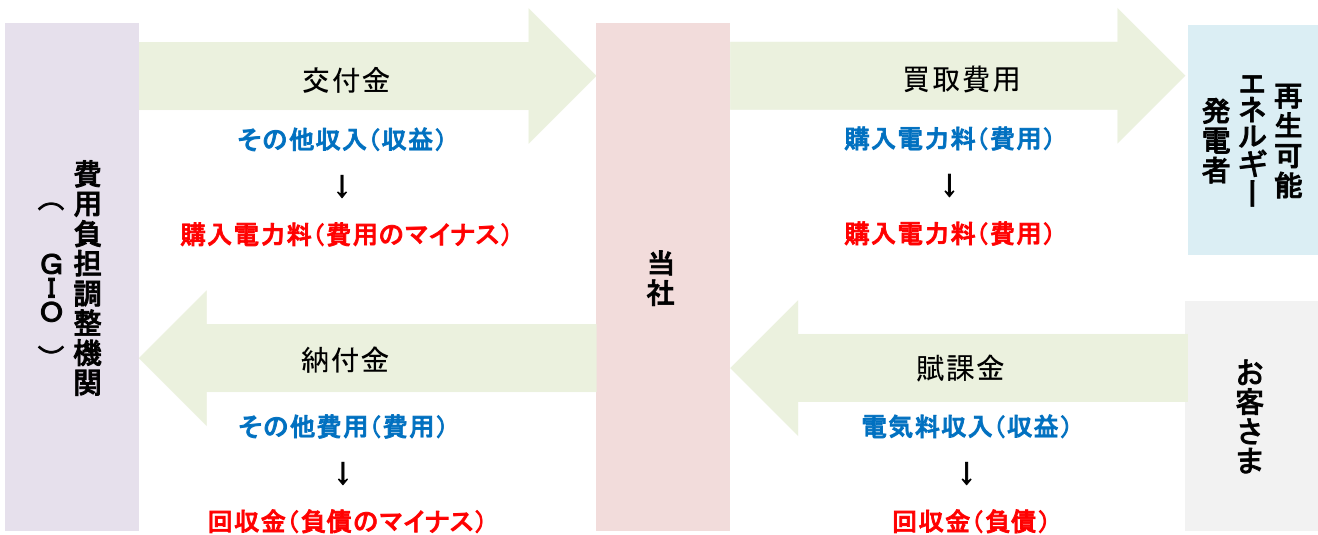 費用負担調整機関
（ＧＩＯ）
交付金
その他収入（収益）
↓
購入電力料（費用のマイナス）
納付金
その他費用（費用）
↓
回収金（負債のマイナス）
当社
買取費用
購入電力料（費用）
↓
購入電力料（費用）
賦課金
電気料収入（収益）
↓
回収金（負債）
再生可能
エネルギー
発電者
お客さま